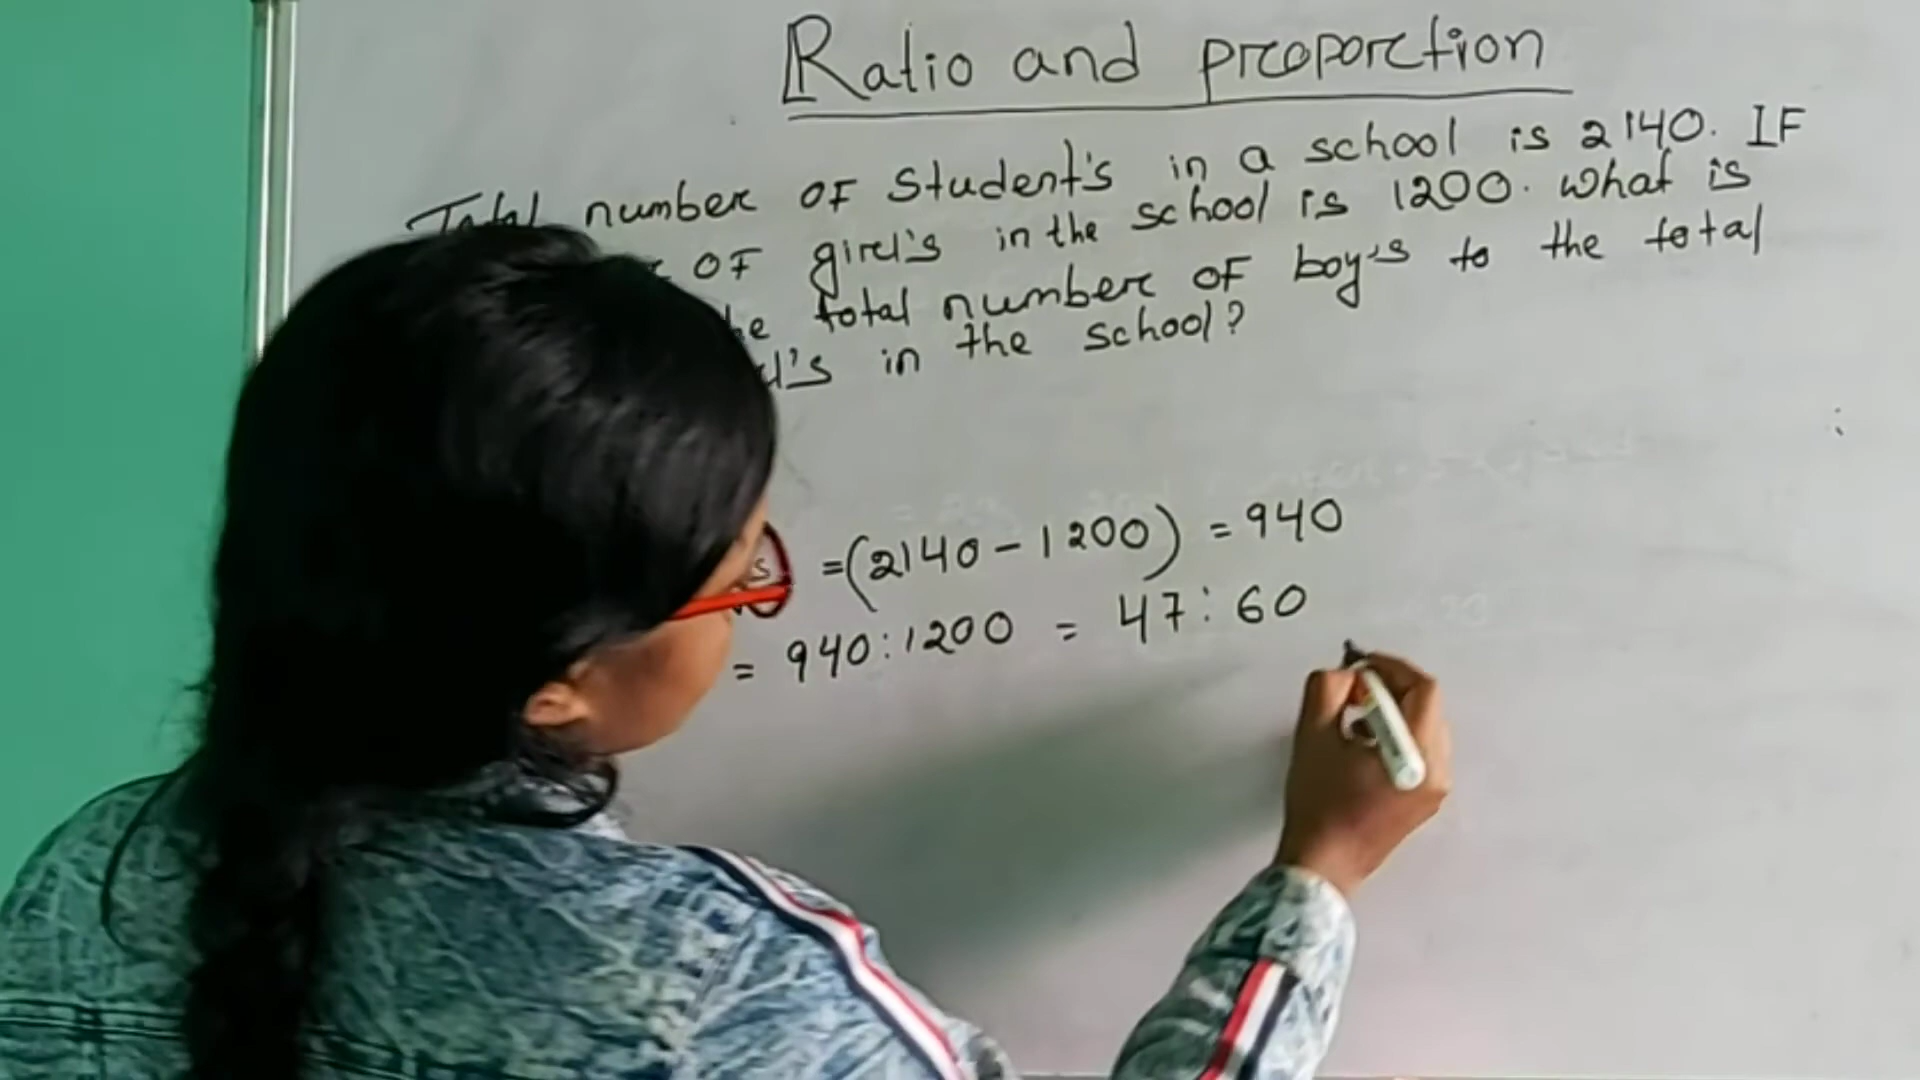 Ratio and proporction
Total number OF Student's in a school is 2140. IF
OF girl's in the school is 1200. what is
total number OF boy's to the total
in the school?
=(2140-1200) = 940
= 940:1200 = 47:60